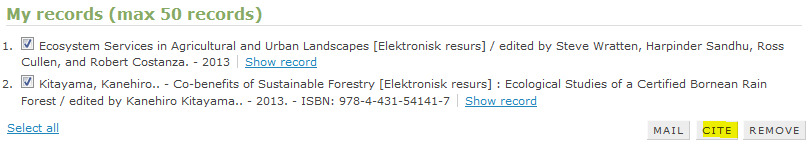 My records (max 50 records)
1. Ecosystem Services in Agricultural and Urban Landscapes [Elektronisk resurs] / edited by Steve Wratten, Harpinder Sandhu, Ross
Cullen, and Robert Costanza. - 2013 Show record
2. Kitayama, Kanehiro.. - Co-benefits of Sustainable Forestry [Elektronisk resurs] : Ecological Studies of a Certified Bornean Rain
Forest / edited by Kanehiro Kitayama.. - 2013. - ISBN: 978-4-431-54141-7 Show record
Select all MAIL CITE REMOVE